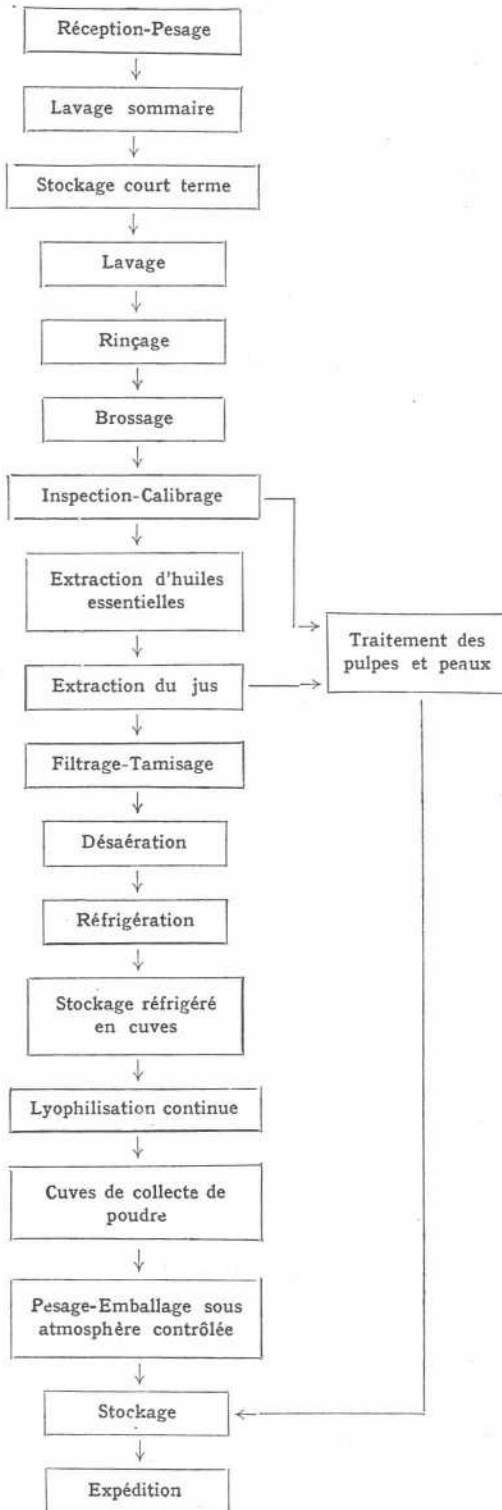 Réception-Pesage
Lavage sommaire
Stockage court terme
Lavage
Rinçage
Brossage
Inspection-Calibrage
Extraction d'huiles
essentielles
Traitement des
pulpes et peaux
Extraction du jus
Filtrage-Tamisage
Désaération
Réfrigération
Stockage réfrigéré
en cuves
Lyophilisation continue
Cuves de collecte de
poudre
Pesage-Emballage sous
atmosphère contrôlée
Stockage
Expédition